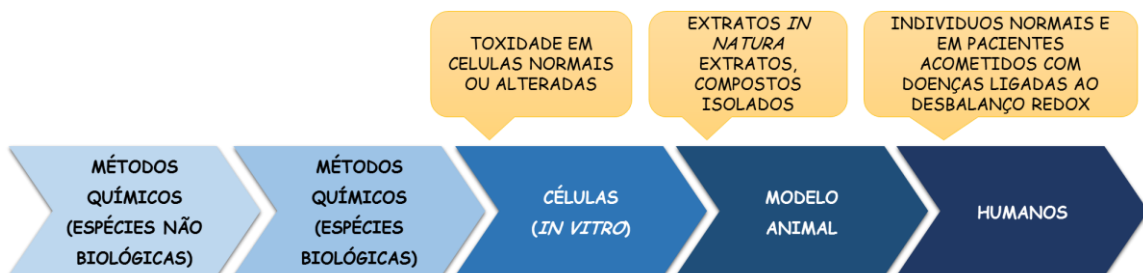 TOXIDADE EM
CELULAS NORMAIS
OU ALTERADAS
EXTRATOS IN
NATURA
EXTRATOS,
COMPOSTOS
ISOLADOS
INDIVIDUOS NORMAIS E
EM PACIENTES
ACOMETIDOS COM
DOENÇAS LIGADAS AO
DESBALANÇO REDOX
MÉTODOS
QUÍMICOS
(ESPÉCIES NÃO
BIOLÓGICAS)
MÉTODOS
QUÍMICOS
(ESPÉCIES
BIOLÓGICAS)
CÉLULAS
(IN VITRO)
MODELO
ANIMAL
HUMANOS